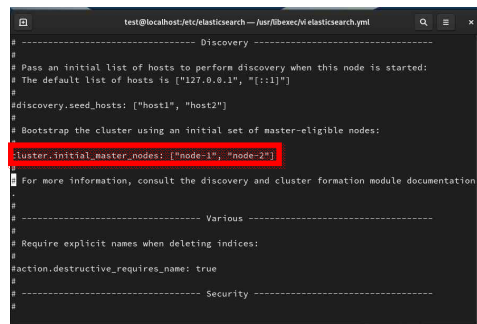 test@localhost:/etc/elasticsearch — /usr/libexec/vi elasticsearch.yml
# ---------------------------------- Discovery -----------------------------------
#
# Pass an initial list of hosts to perform discovery when this node is started:
# The default list of hosts is ["127.0.0.1", "[::1]"]
#
#discovery.seed_hosts: ["host1", "host2"]
#
# Bootstrap the cluster using an initial set of master-eligible nodes:
#
cluster.initial_master_nodes: ["node-1", "node-2"]
#
# For more information, consult the discovery and cluster formation module documentation
.
#
# ---------------------------------- Various -----------------------------------
#
# Require explicit names when deleting indices:
#
#action.destructive_requires_name: true
#
# ---------------------------------- Security -----------------------------------
#